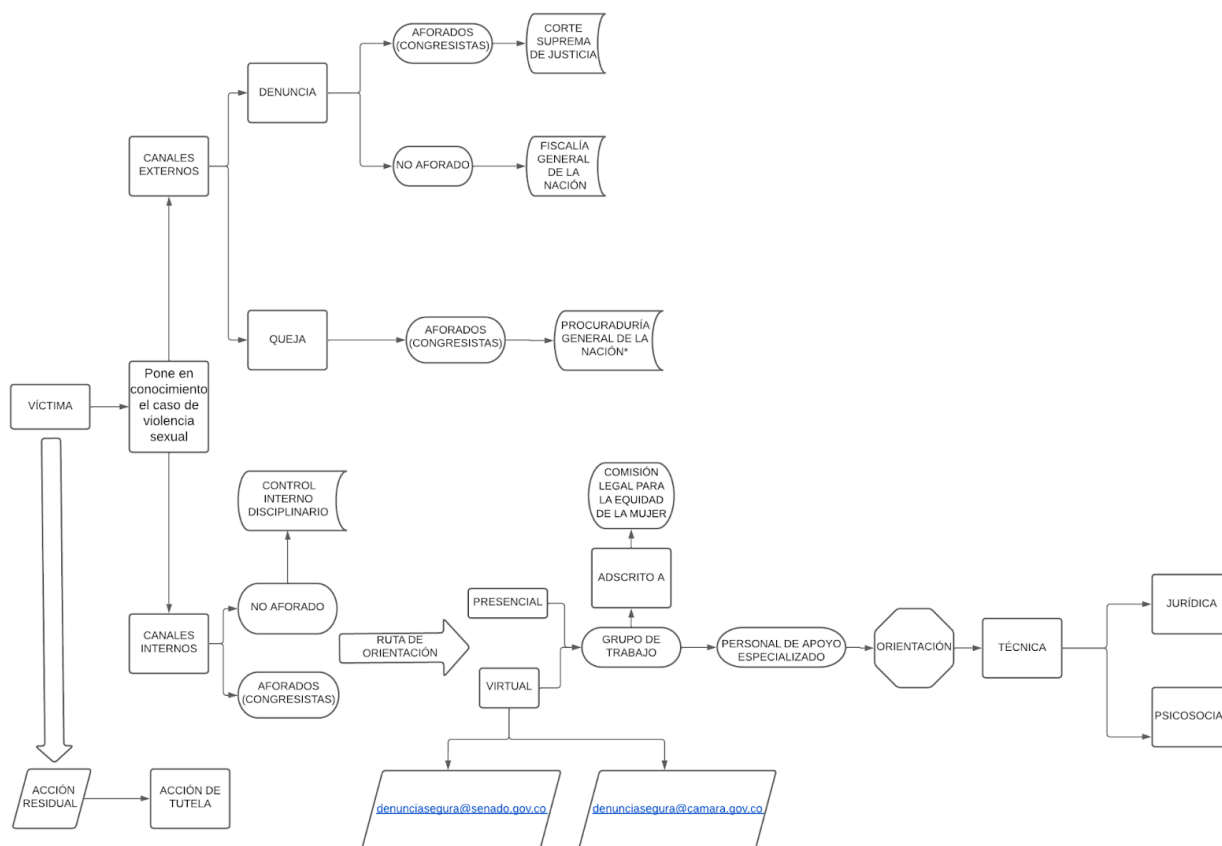 AFORADOS
(CONGRESISTAS)
CORTE
SUPREMA
DE JUSTICIA
DENUNCIA
CANALES
EXTERNOS
NO AFORADO
FISCALÍA
GENERAL
DE LA
NACIÓN
QUEJA
AFORADOS
(CONGRESISTAS)
PROCURADURÍA
GENERAL DE LA
NACIÓN*
VÍCTIMA
Pone en
conocimiento
el caso de
violencia
sexual
CONTROL
INTERNO
DISCIPLINARIO
COMISIÓN
LEGAL PARA
LA EQUIDAD
DE LA MUJER
ADSCRITO A
NO AFORADO
CANALES
INTERNOS
AFORADOS
(CONGRESISTAS)
RUTA DE
ORIENTACIÓN
PRESENCIAL
VIRTUAL
GRUPO DE
TRABAJO
PERSONAL DE APOYO
ESPECIALIZADO
ORIENTACIÓN
TÉCNICA
JURÍDICA
PSICOSOCIA
ACCIÓN
RESIDUAL
ACCIÓN DE
TUTELA
denunciasegura@senado.gov.co
denunciasegura@camara.gov.co